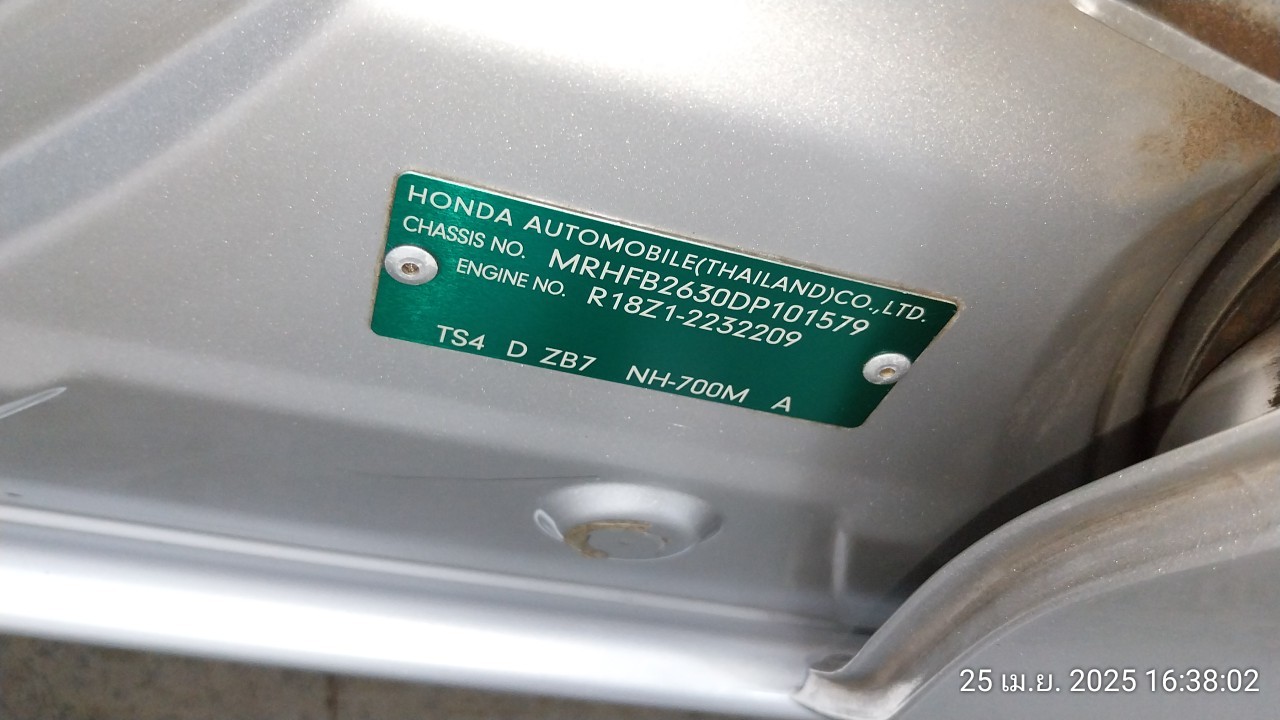 HONDA AUTOMOBILE(THAILAND)CO.,LTD.
CHASSIS NO. MRHFB2630DP101579
ENGINE NO. R18Z1-2232209
TS4 D ZB7 NH-700M A
25 เม.ย. 2025 16:38:02